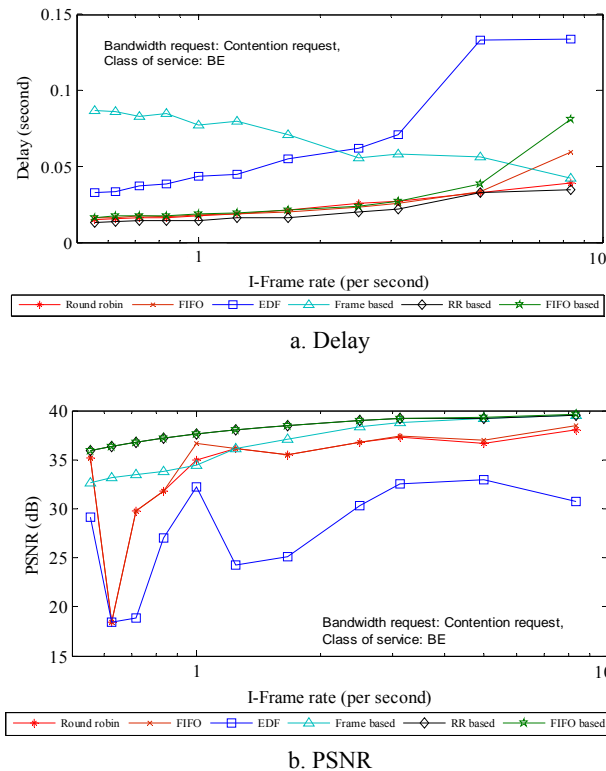 0.15
0.1
0.05
0
Delay (second)
Bandwidth request: Contention request,
Class of service: BE
1
10
I-Frame rate (per second)
Round robin FIFO EDF Frame based RR based FIFO based
a. Delay
40
35
30
25
20
15
PSNR (dB)
Bandwidth request: Contention request,
Class of service: BE
1
10
I-Frame rate (per second)
Round robin FIFO EDF Frame based RR based FIFO based
b. PSNR